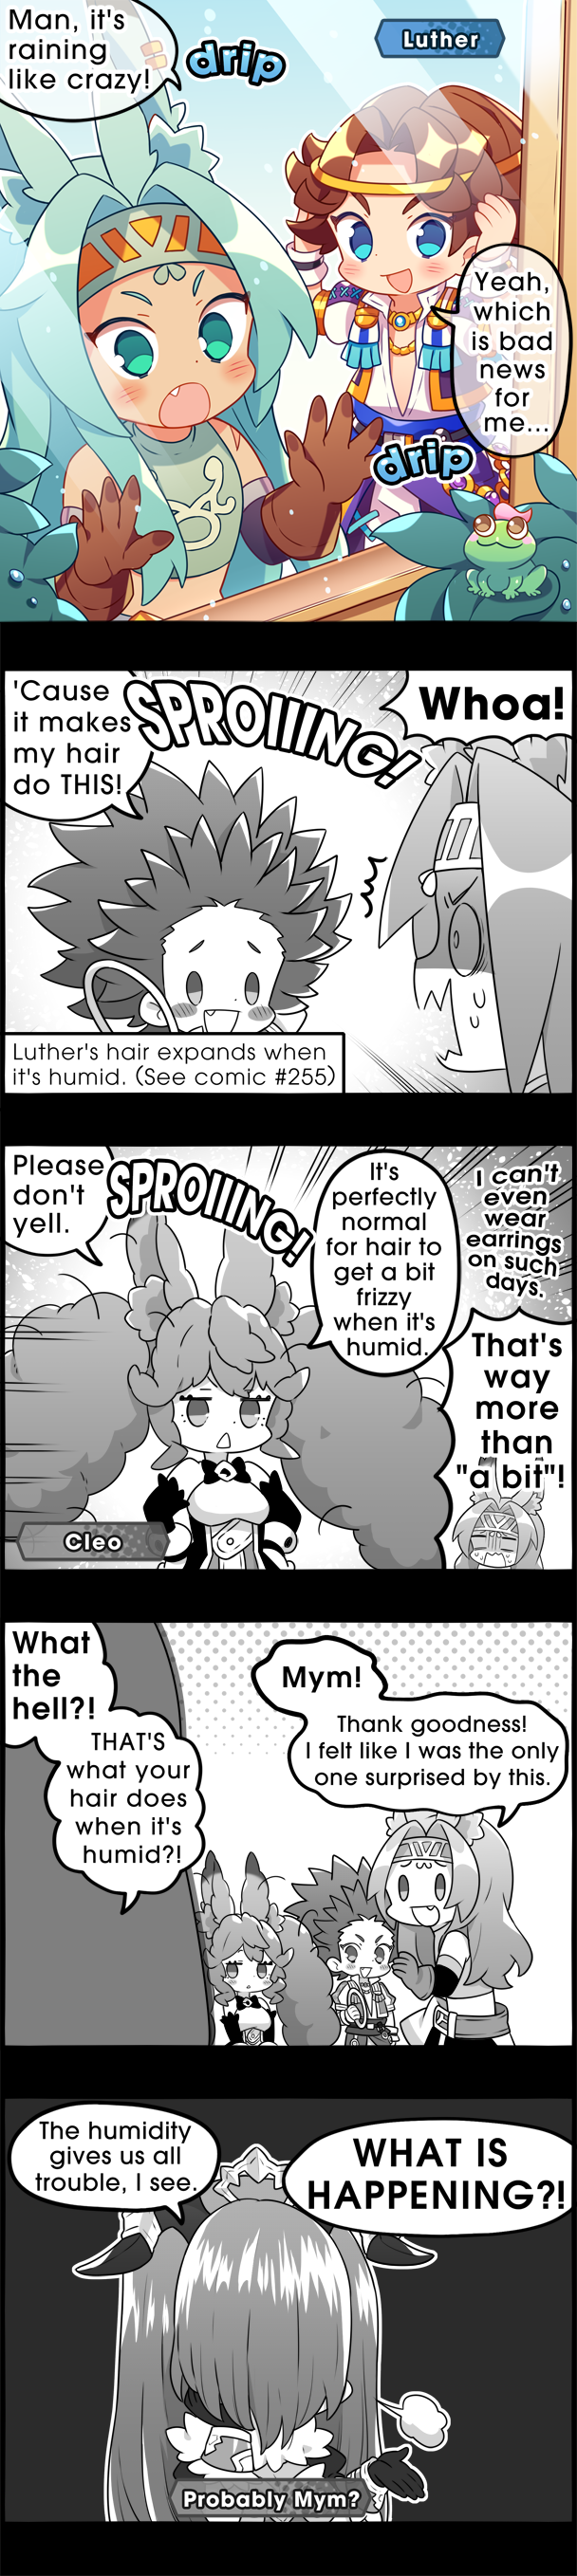 Man, it's
raining
like crazy!
drip
Luther
Yeah,
which
is bad
news
for
me...
drip
'Cause
it makes
my hair
do THIS!
SPROIIING!
Whoa!
Luther's hair expands when
it's humid. (See comic #255)
Please
don't
yell.
SPROIIING!
It's
perfectly
normal
for hair to
get a bit
frizzy
when it's
humid.
I can't
even
wear
earrings
on such
days.
That's
way
more
than
"a bit"!
Cleo
What
the
hell?!
THAT'S
what your
hair does
when it's
humid?!
Mym!
Thank goodness!
I felt like I was the only
one surprised by this.
The humidity
gives us all
trouble, I see.
WHAT IS
HAPPENING?!
Probably Mym?